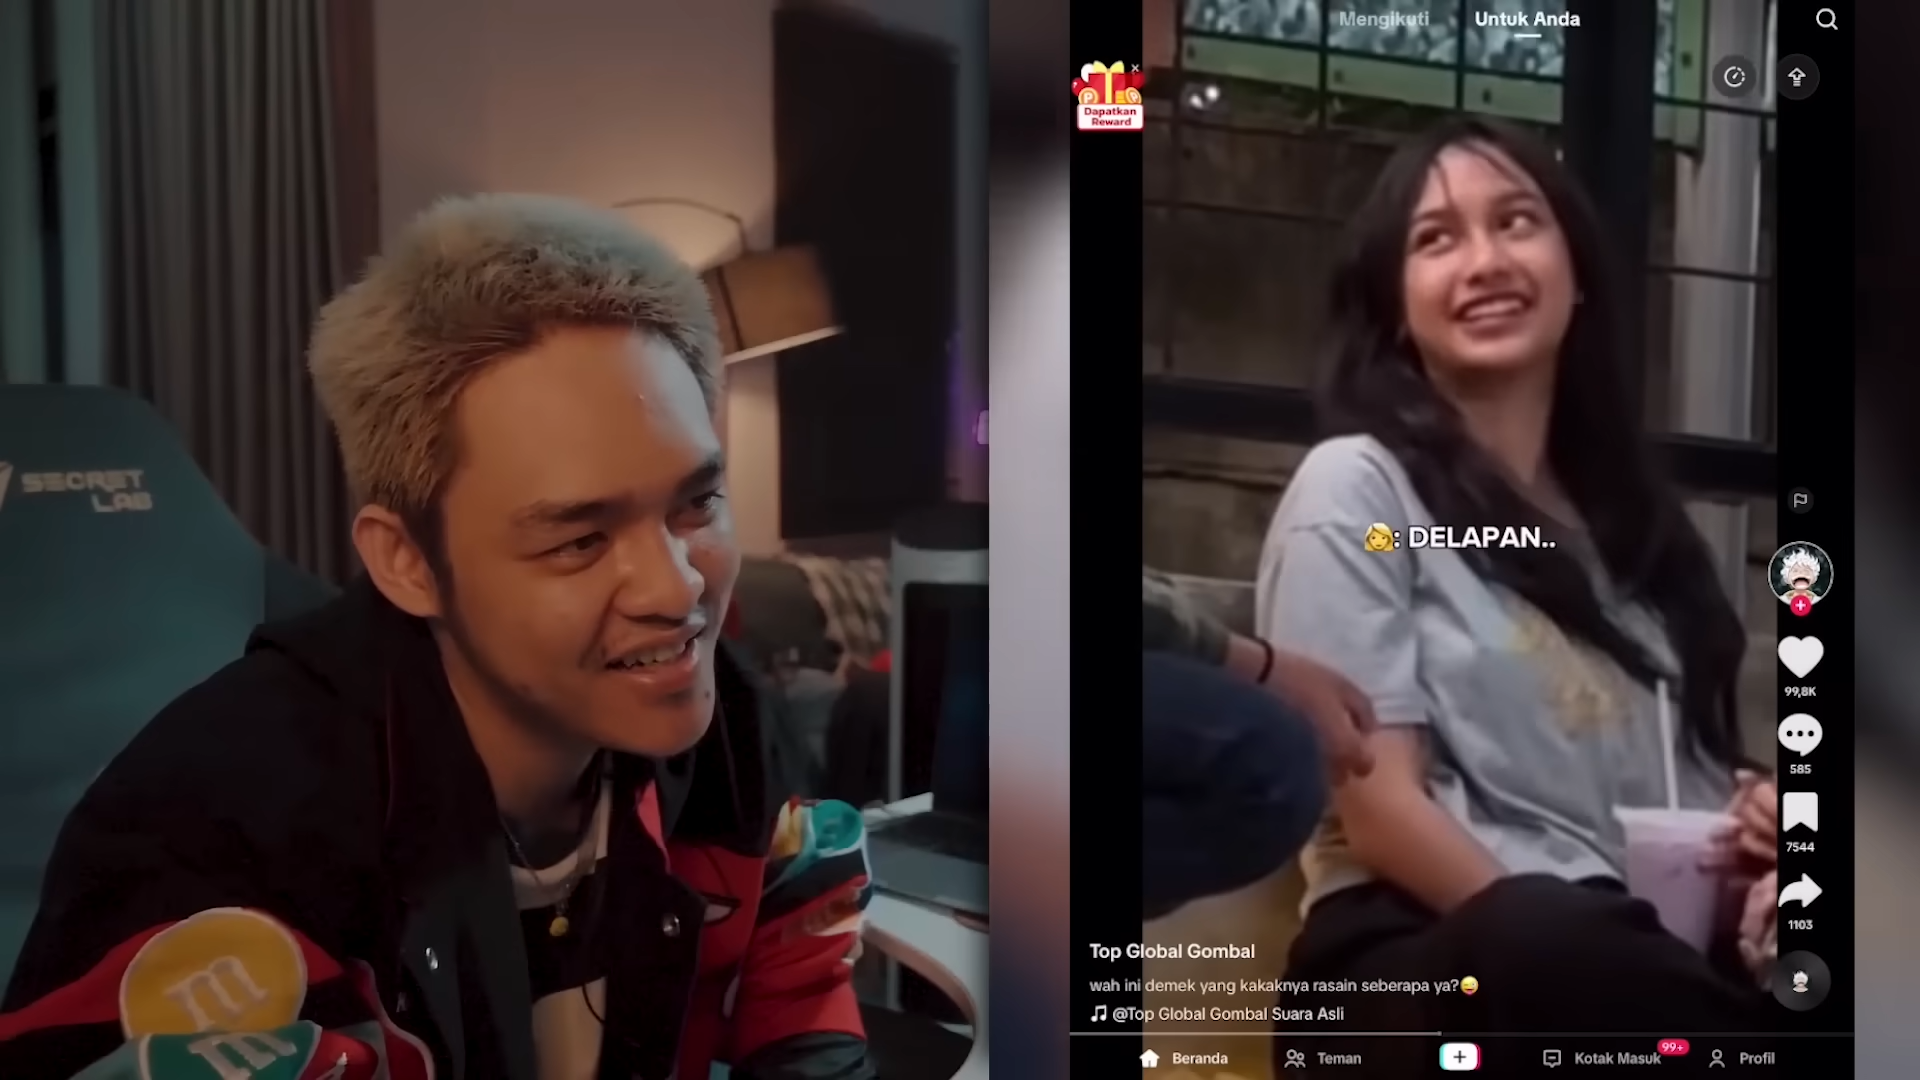 Mengikuti
Untuk Anda
Dapatkan
Reward
SECRET
LAB
👩: DELAPAN..
99,8K
585
7544
1103
Top Global Gombal
wah ini demek yang kakaknya rasain seberapa ya?😜
@Top Global Gombal Suara Asli
Beranda
Teman
Kotak Masuk
99+
Profil
m
m